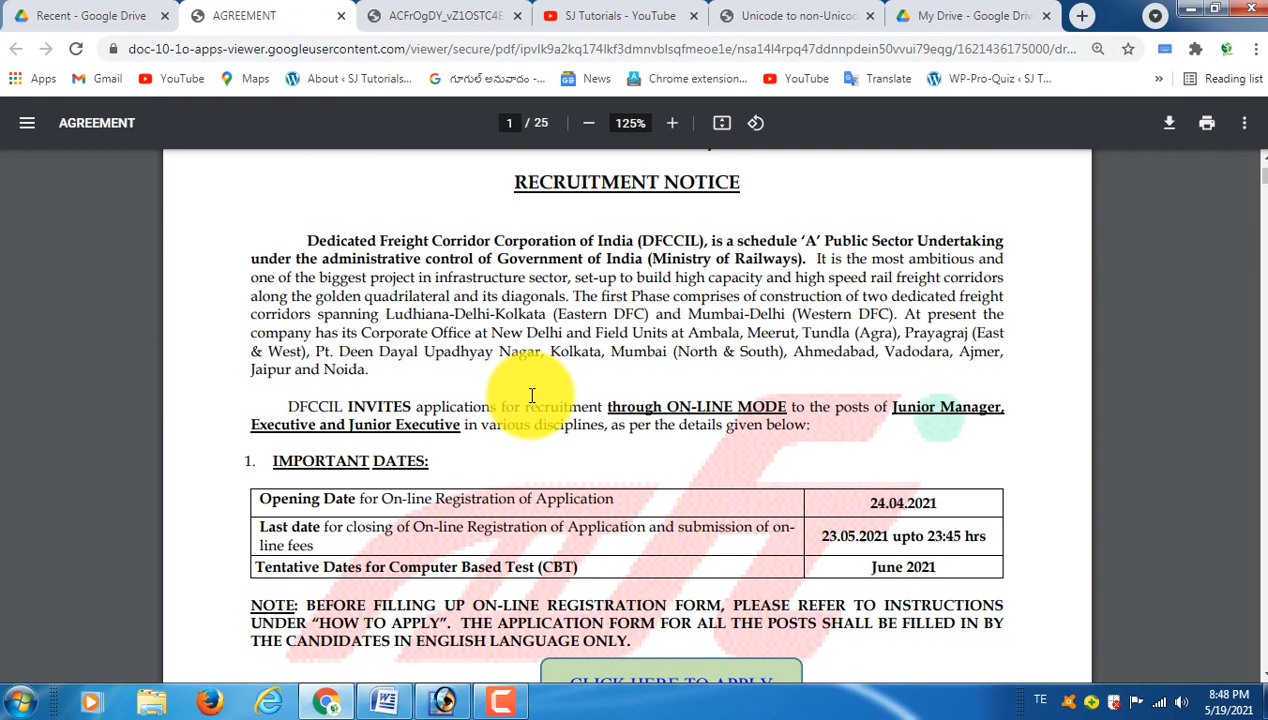 Recent - Google Drive
AGREEMENT
ACFrOgDY_vZ1OSTC4E
SJ Tutorials - YouTube
Unicode to non-Unicod
My Drive - Google Driv
doc-10-1o-apps-viewer.googleusercontent.com/viewer/secure/pdf/ipvlk9a2kq174lkf3dmnvblsqfmeoe1e/nsa14l4rpq47ddnnpdein50vvui79eqg/1621436175000/dr...
Apps
Gmail
YouTube
Maps
About ‹ SJ Tutorials...
గూగుల్ అనువాదం -...
News
Chrome extension...
YouTube
Translate
WP-Pro-Quiz ‹ SJ T...
»
Reading list
AGREEMENT
1 / 25
125%
RECRUITMENT NOTICE
Dedicated Freight Corridor Corporation of India (DFCCIL), is a schedule ‘A’ Public Sector Undertaking
under the administrative control of Government of India (Ministry of Railways). It is the most ambitious and
one of the biggest project in infrastructure sector, set-up to build high capacity and high speed rail freight corridors
along the golden quadrilateral and its diagonals. The first Phase comprises of construction of two dedicated freight
corridors spanning Ludhiana-Delhi-Kolkata (Eastern DFC) and Mumbai-Delhi (Western DFC). At present the
company has its Corporate Office at New Delhi and Field Units at Ambala, Meerut, Tundla (Agra), Prayagraj (East
& West), Pt. Deen Dayal Upadhyay Nagar, Kolkata, Mumbai (North & South), Ahmedabad, Vadodara, Ajmer,
Jaipur and Noida.
DFCCIL INVITES applications for recruitment through ON-LINE MODE to the posts of Junior Manager,
Executive and Junior Executive in various disciplines, as per the details given below:
1. IMPORTANT DATES:
Opening Date for On-line Registration of Application
24.04.2021
Last date for closing of On-line Registration of Application and submission of on-
line fees
23.05.2021 upto 23:45 hrs
Tentative Dates for Computer Based Test (CBT)
June 2021
NOTE: BEFORE FILLING UP ON-LINE REGISTRATION FORM, PLEASE REFER TO INSTRUCTIONS
UNDER “HOW TO APPLY”. THE APPLICATION FORM FOR ALL THE POSTS SHALL BE FILLED IN BY
THE CANDIDATES IN ENGLISH LANGUAGE ONLY.
CLICK HERE TO APPLY
TE
8:48 PM
5/19/2021